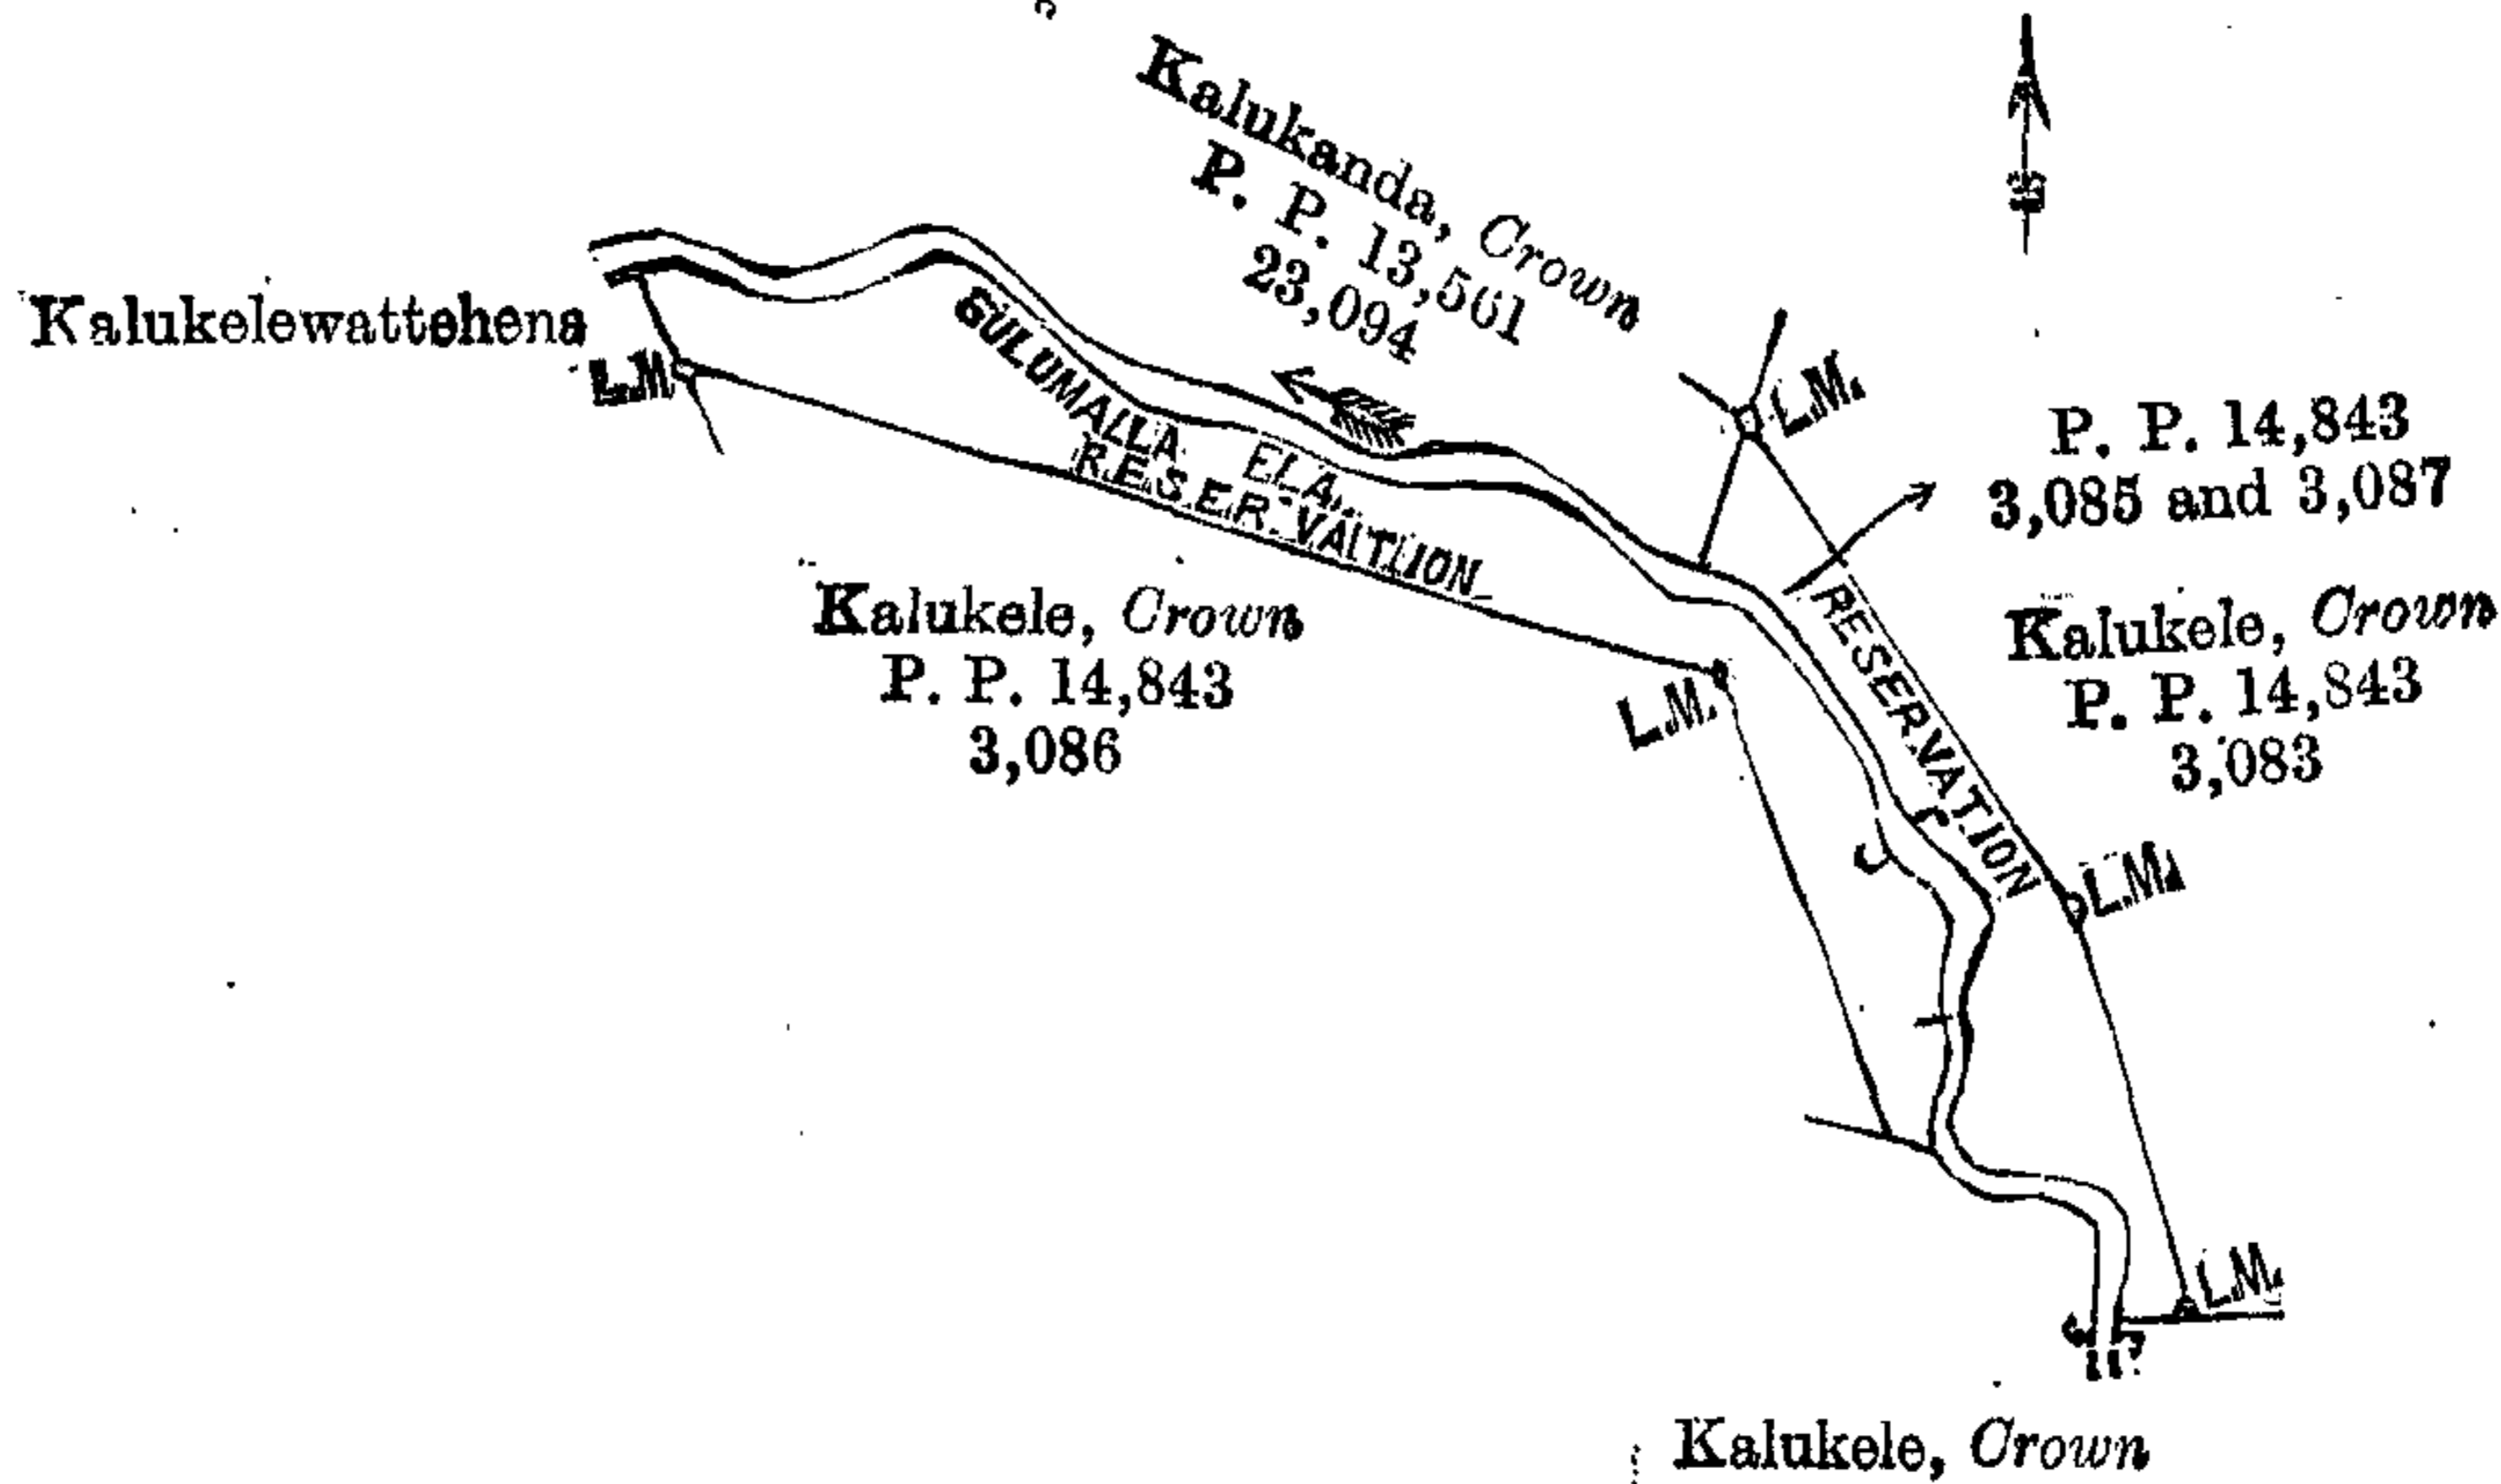 Kalukanda, Crown
P. P. 13,561
23,094
Kalukelewattehena
L.M.
L.M.
P. P. 14,843
3,085 and 3,087
ELA
RESERVATION
Kalukele, Crown
P. P. 14,843
3,086
RESERVATION
Kalukele, Crown
P. P. 14,843
3,083
L.M.
L.M.
L.M.
Kalukele, Crown